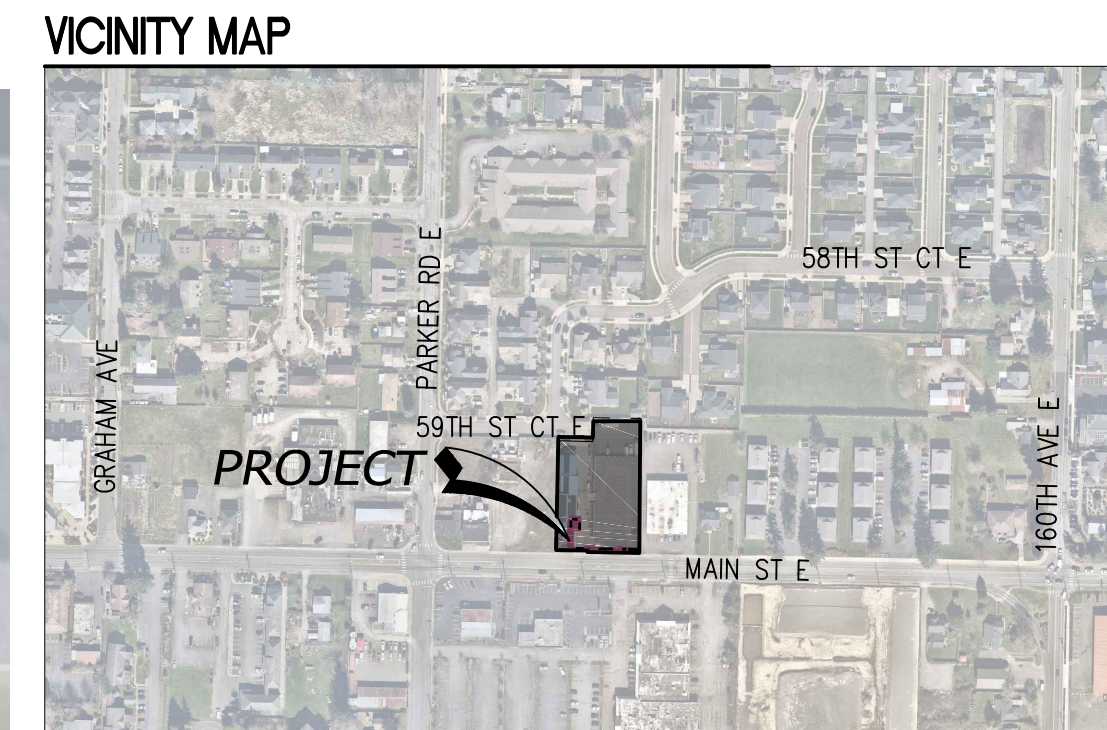 VICINITY MAP
58TH ST CT E
PARKER RD E
GRAHAM AVE
59TH ST CT E
160TH AVE E
PROJECT
MAIN ST E